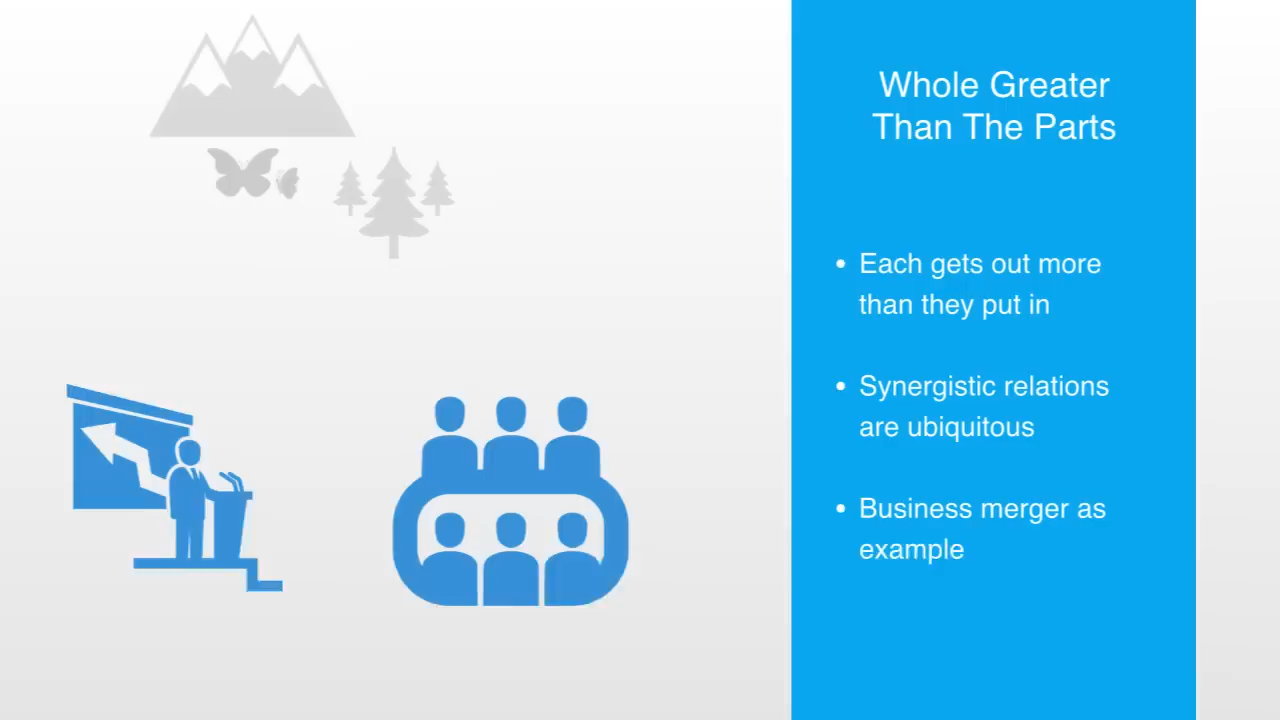 Whole Greater
Than The Parts
• Each gets out more
than they put in
• Synergistic relations
are ubiquitous
• Business merger as
example